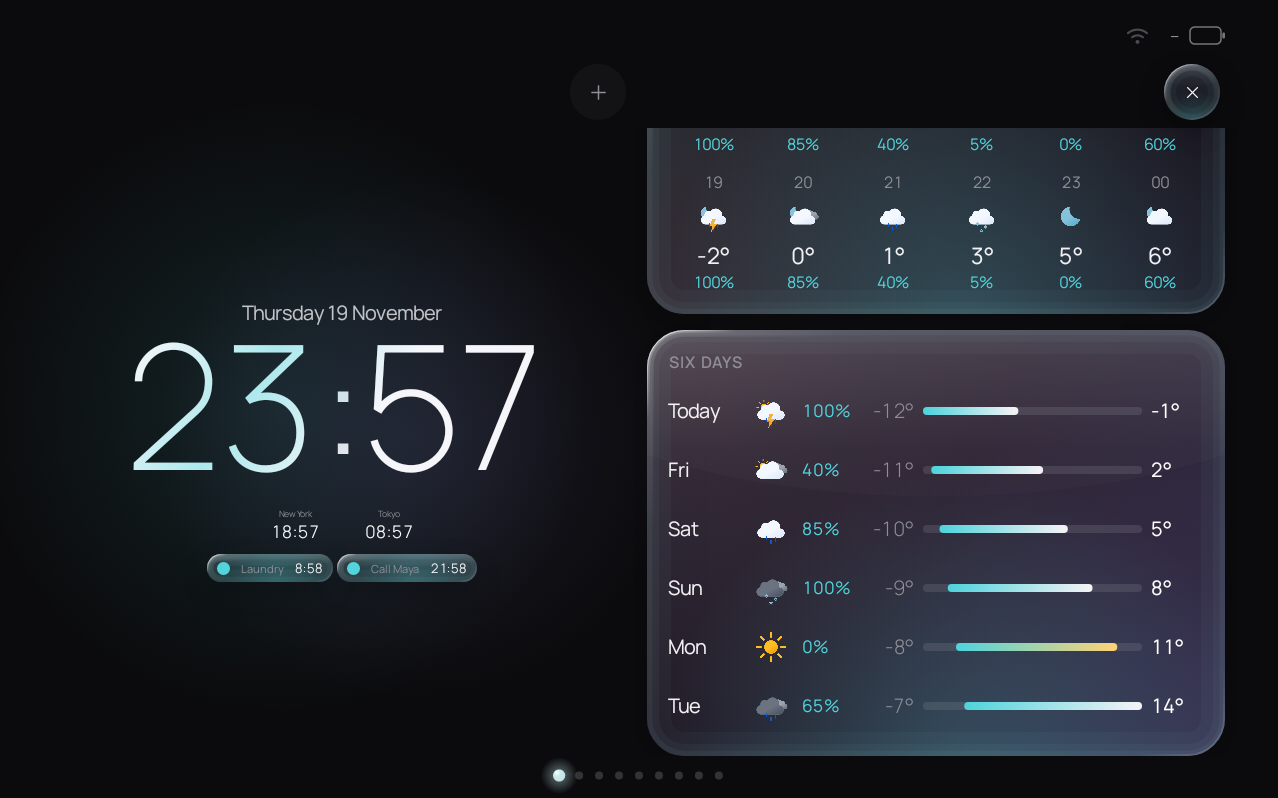 –
+
Thursday 19 November
23:57
New York Tokyo
18:57 08:57
Laundry 8:58 Call Maya 21:58
100% 85% 40% 5% 0% 60%
19 20 21 22 23 00
-2° 0° 1° 3° 5° 6°
100% 85% 40% 5% 0% 60%
SIX DAYS
Today 100% -12° -1°
Fri 40% -11° 2°
Sat 85% -10° 5°
Sun 100% -9° 8°
Mon 0% -8° 11°
Tue 65% -7° 14°